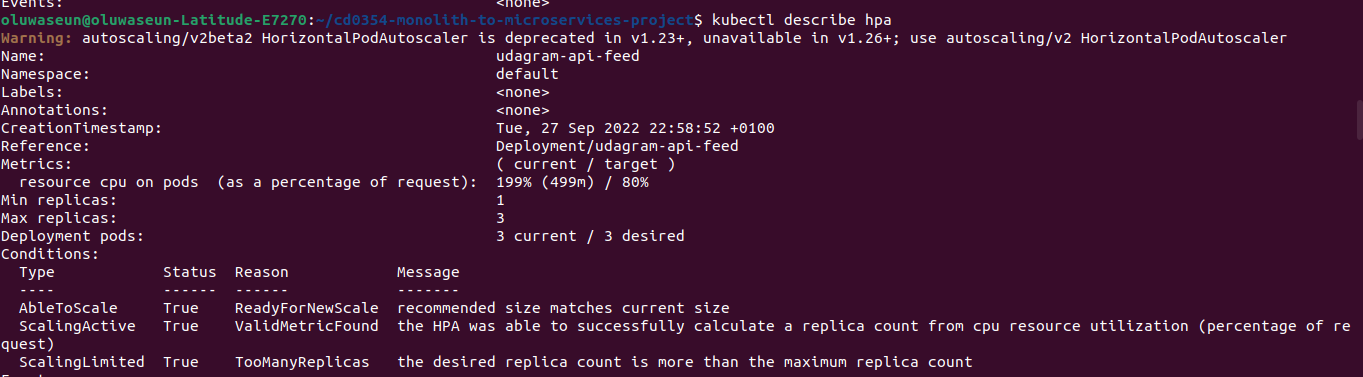 Events:                                                <none>
oluwaseun@oluwaseun-Latitude-E7270:~/cd0354-monolith-to-microservices-project$ kubectl describe hpa
Warning: autoscaling/v2beta2 HorizontalPodAutoscaler is deprecated in v1.23+, unavailable in v1.26+; use autoscaling/v2 HorizontalPodAutoscaler
Name:                                                  udagram-api-feed
Namespace:                                             default
Labels:                                                <none>
Annotations:                                           <none>
CreationTimestamp:                                     Tue, 27 Sep 2022 22:58:52 +0100
Reference:                                             Deployment/udagram-api-feed
Metrics:                                               ( current / target )
  resource cpu on pods  (as a percentage of request):  199% (499m) / 80%
Min replicas:                                          1
Max replicas:                                          3
Deployment pods:                                       3 current / 3 desired
Conditions:
  Type            Status  Reason            Message
  ----            ------  ------            -------
  AbleToScale     True    ReadyForNewScale  recommended size matches current size
  ScalingActive   True    ValidMetricFound  the HPA was able to successfully calculate a replica count from cpu resource utilization (percentage of re
quest)
  ScalingLimited  True    TooManyReplicas   the desired replica count is more than the maximum replica count